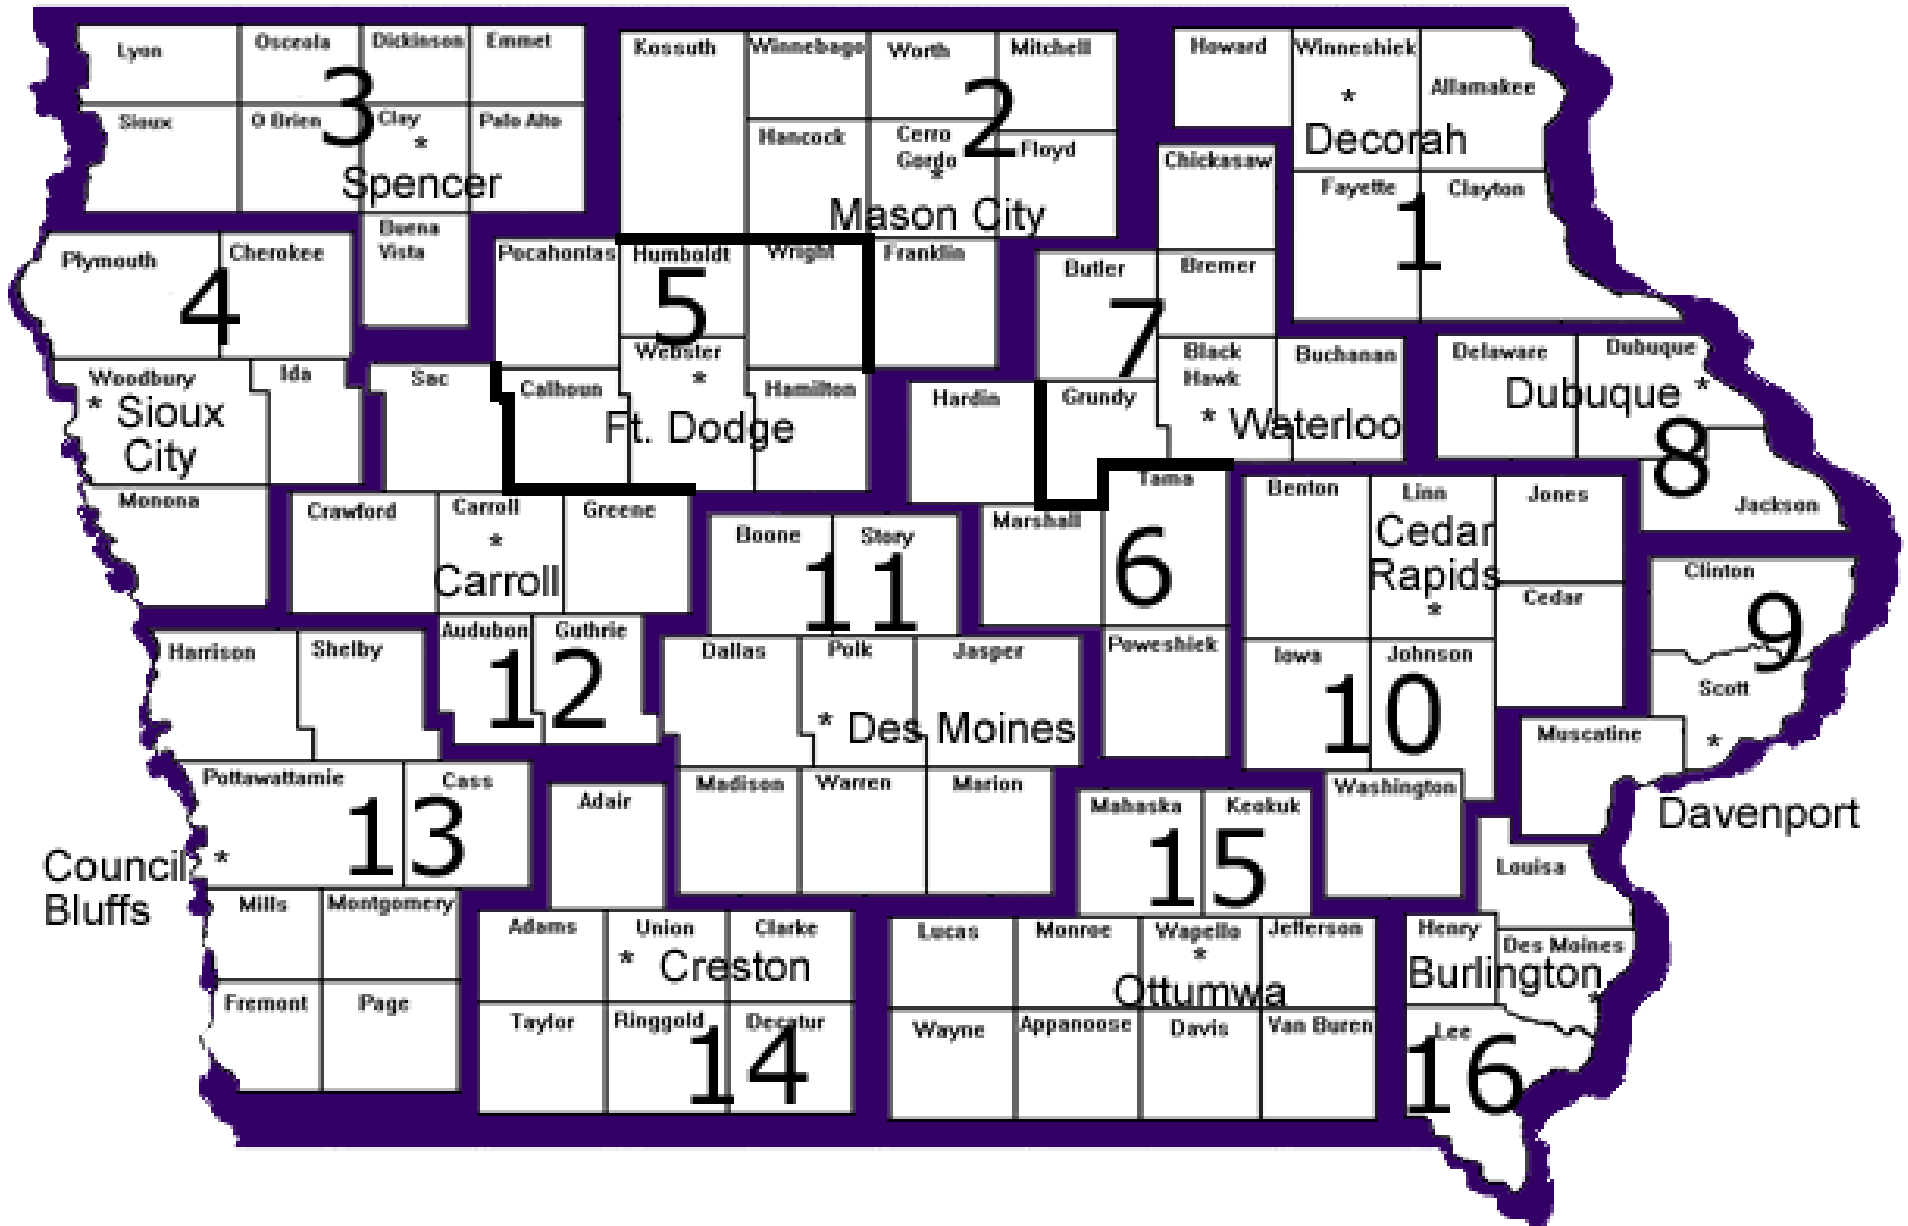 Lyon
Osceola
Dickinson
Emmet
Kossuth
Winnebago
Worth
Mitchell
Howard
Winneshiek
*
Allamakee
3
2
Decorah
Sioux
O Brien
Clay
*
Palo Alto
Hancock
Cerro
Gordo
*
Floyd
Chickasaw
Spencer
Mason City
Fayette
Clayton
1
Plymouth
Cherokee
Buena
Vista
Pocahontas
Humboldt
Wright
Franklin
Butler
Bremer
4
5
7
Woodbury
* Sioux
City
Ida
Sac
Calhoun
Webster
*
Hamilton
Ft. Dodge
Hardin
Grundy
Black
Hawk
* Waterloo
Buchanan
Delaware
Dubuque
Dubuque *
8
Jackson
Monona
Crawford
Carroll
*
Carroll
Greene
Boone
Story
11
Marshall
Tama
6
Benton
Linn
Cedar
Rapids
*
Jones
Cedar
Clinton
9
Harrison
Shelby
Audubon
Guthrie
12
Dallas
Polk
Jasper
* Des Moines
Poweshiek
Iowa
Johnson
10
Scott
*
Muscatine
Davenport
Pottawattamie
Cass
13
Council
Bluffs
*
Adair
Madison
Warren
Marion
Mahaska
Keokuk
15
Washington
Louisa
Mills
Montgomery
Adams
Union
Clarke
* Creston
Lucas
Monroe
Wapello
*
Jefferson
Ottumwa
Henry
Des Moines
Burlington
*
Fremont
Page
Taylor
Ringgold
Decatur
14
Wayne
Appanoose
Davis
Van Buren
Lee
16